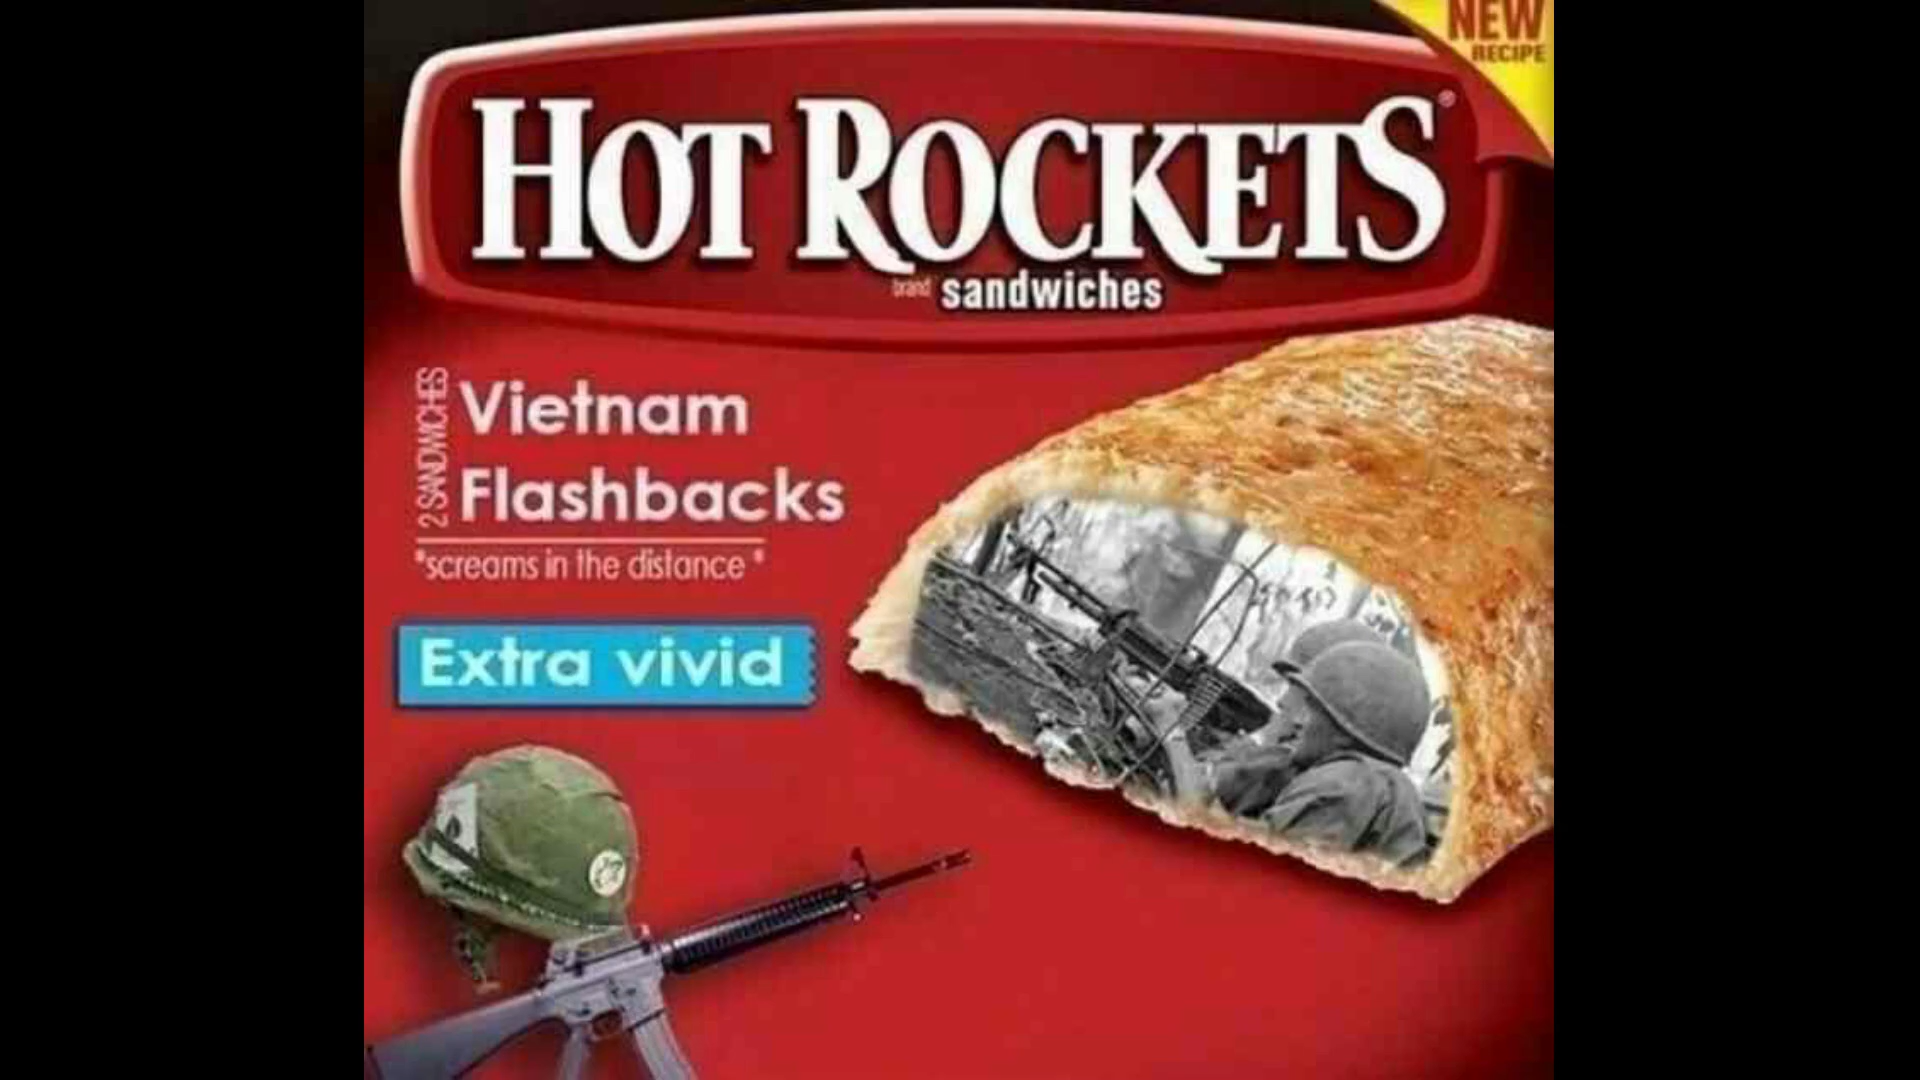 NEW
RECIPE
HOT ROCKETS®
brand sandwiches
2 SANDWICHES
Vietnam
Flashbacks
*screams in the distance *
Extra vivid